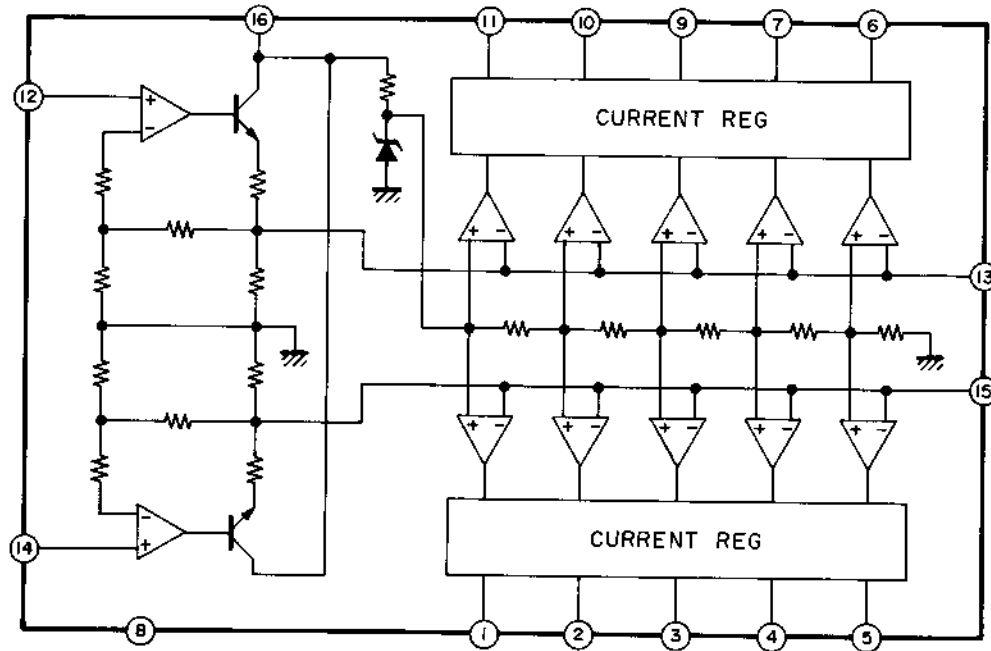 16 11 10 9 7 6
12
CURRENT REG
+
-
+ - + - + - + - + -
13
15
+ - + - + - + - + -
-
+
14
CURRENT REG
8 1 2 3 4 5